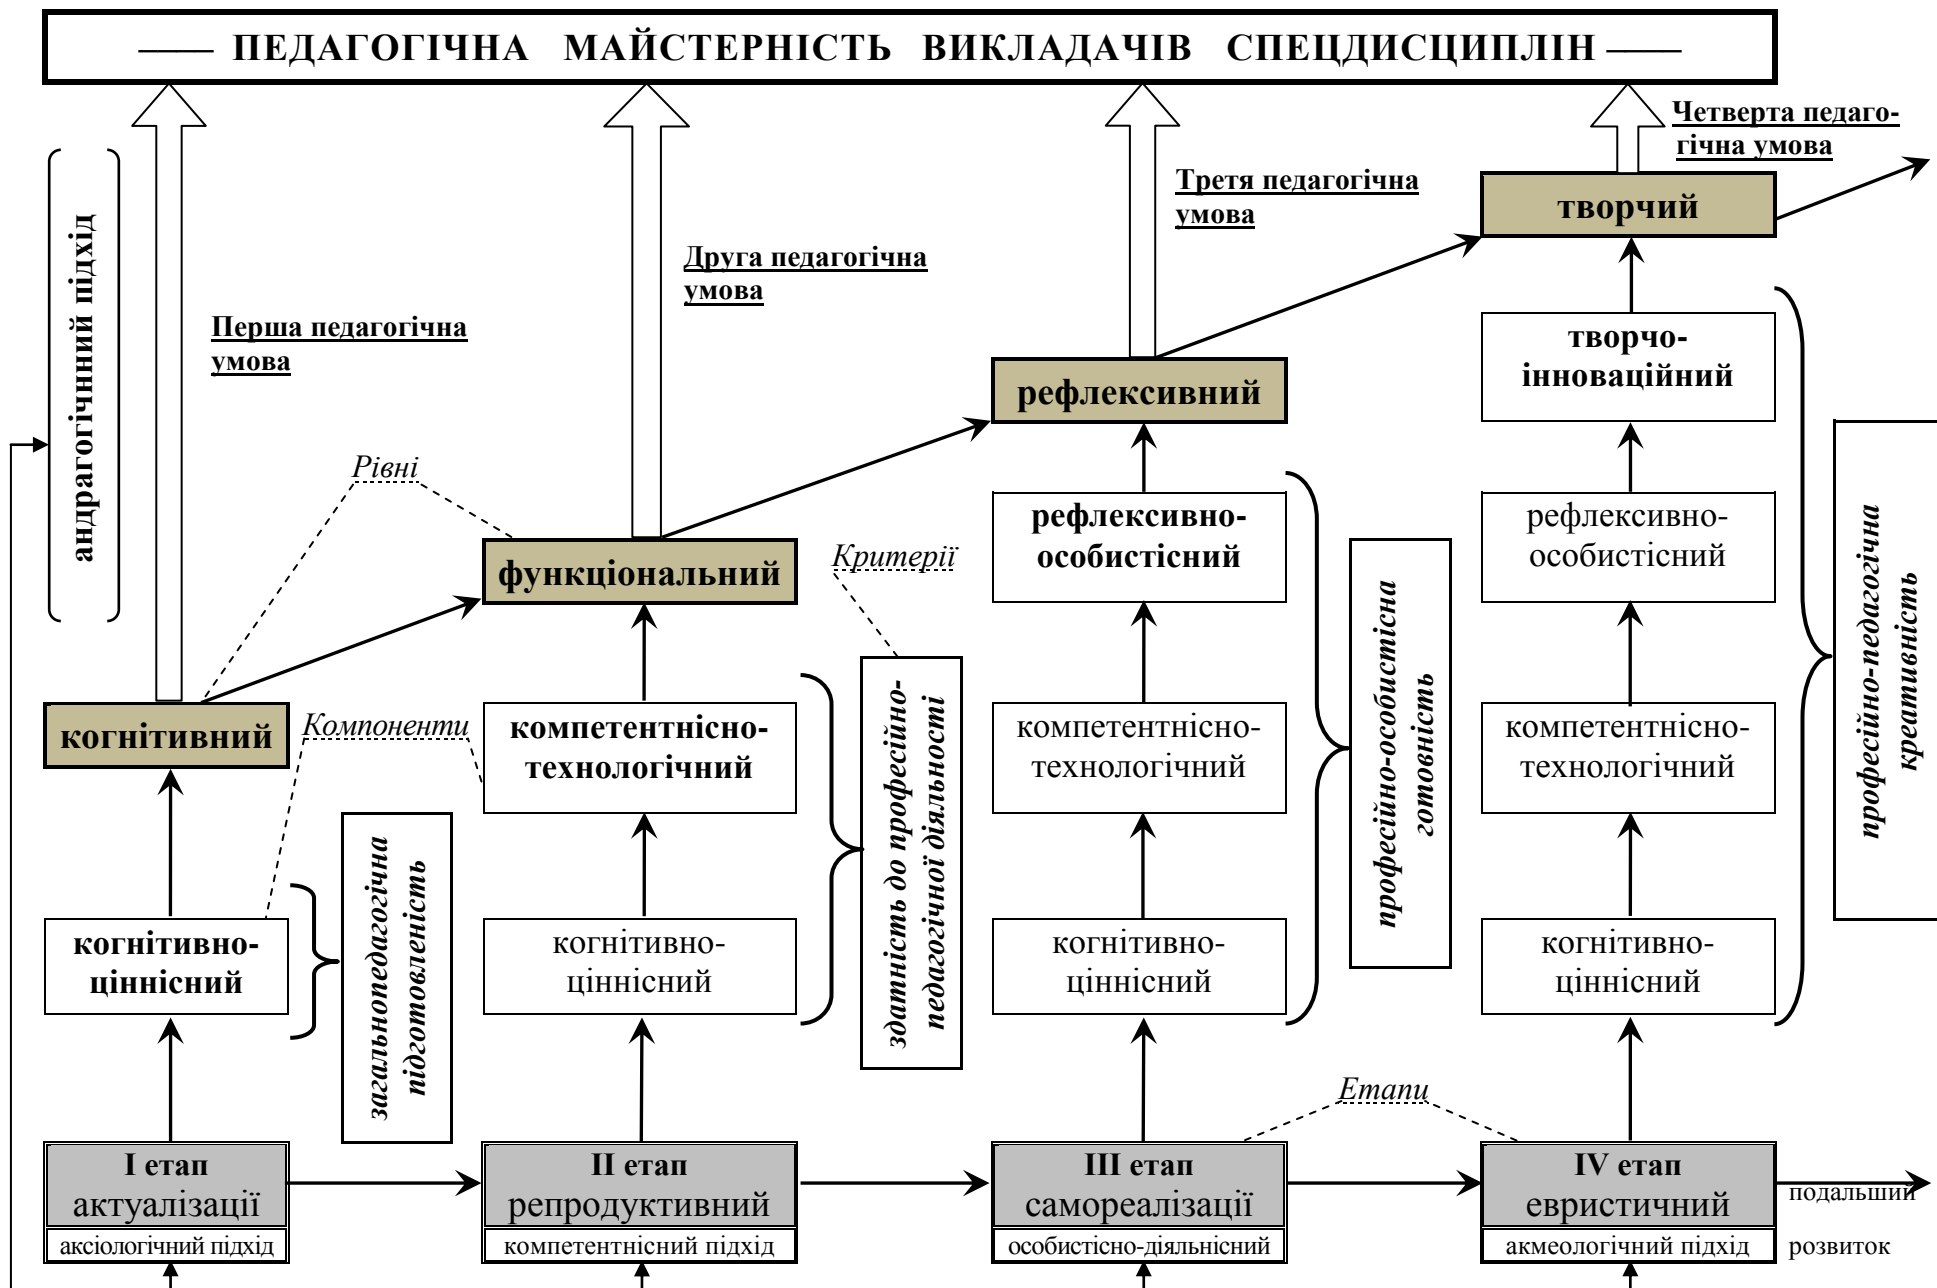 ПЕДАГОГІЧНА МАЙСТЕРНІСТЬ ВИКЛАДАЧІВ СПЕЦДИСЦИПЛІН
Четверта педаго-
гічна умова
Третя педагогічна
умова
творчий
Друга педагогічна
умова
андрагогічнний підхід
Перша педагогічна
умова
творчо-
інноваційний
рефлексивний
Рівні
рефлексивно-
особистісний
рефлексивно-
особистісний
професійно-педагогічна
креативність
функціональний
Критерії
професійно-особистісна
готовність
здатність до професійно-
педагогічної діяльності
когнітивний
Компоненти
компетентнісно-
технологічний
компетентнісно-
технологічний
компетентнісно-
технологічний
загальнопедагогічна
підготовленість
когнітивно-
ціннісний
когнітивно-
ціннісний
когнітивно-
ціннісний
когнітивно-
ціннісний
Етапи
I етап
актуалізації
аксіологічний підхід
II етап
репродуктивний
компетентнісний підхід
III етап
самореалізації
особистісно-діяльнісний
IV етап
евристичний
акмеологічний підхід
подальший
розвиток